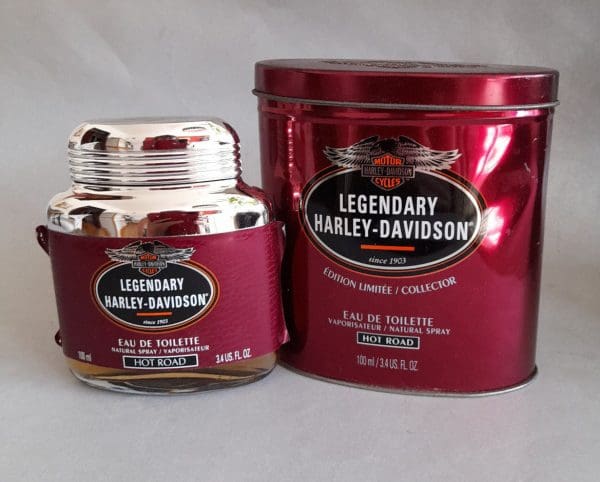 MOTOR
HARLEY-DAVIDSON
CYCLES
LEGENDARY
HARLEY-DAVIDSON®
since 1903
EAU DE TOILETTE
NATURAL SPRAY / VAPORISATEUR
100 ml
HOT ROAD
3.4 US. FL. OZ.
MOTOR
HARLEY-DAVIDSON
CYCLES
LEGENDARY
HARLEY-DAVIDSON®
since 1903
ÉDITION LIMITÉE / COLLECTOR
EAU DE TOILETTE
VAPORISATEUR / NATURAL SPRAY
HOT ROAD
100 ml / 3.4 US. FL. OZ.